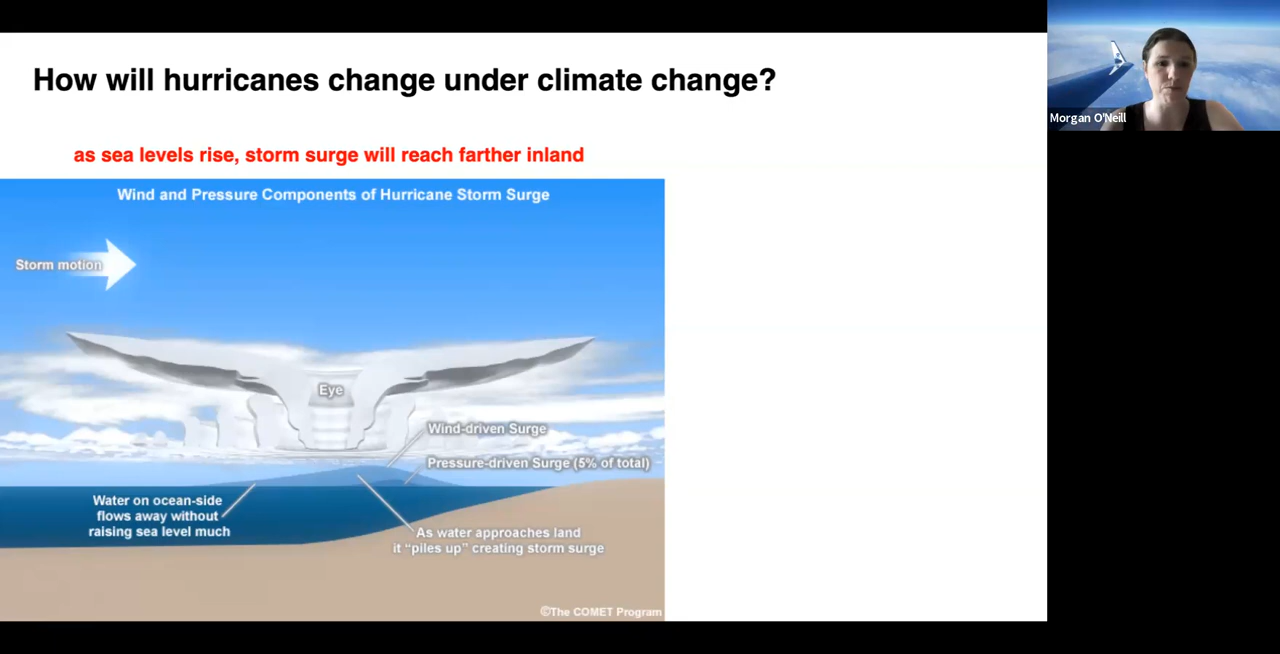 How will hurricanes change under climate change?
Morgan O'Neill
as sea levels rise, storm surge will reach farther inland
Wind and Pressure Components of Hurricane Storm Surge
Storm motion
Eye
Wind-driven Surge
Pressure-driven Surge (5% of total)
Water on ocean-side
flows away without
raising sea level much
As water approaches land
it “piles up” creating storm surge
©The COMET Program